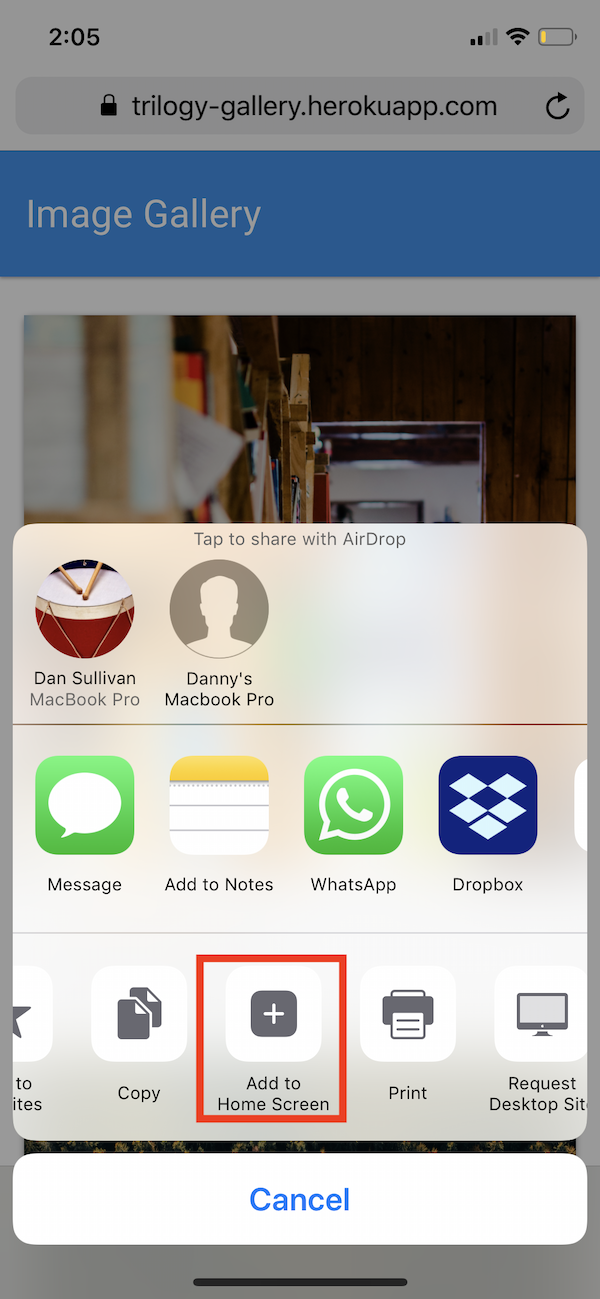 2:05
trilogy-gallery.herokuapp.com
Image Gallery
Tap to share with AirDrop
Dan Sullivan
MacBook Pro
Danny's
Macbook Pro
Message
Add to Notes
WhatsApp
Dropbox
to
ites
Copy
Add to
Home Screen
Print
Request
Desktop Sit
Cancel